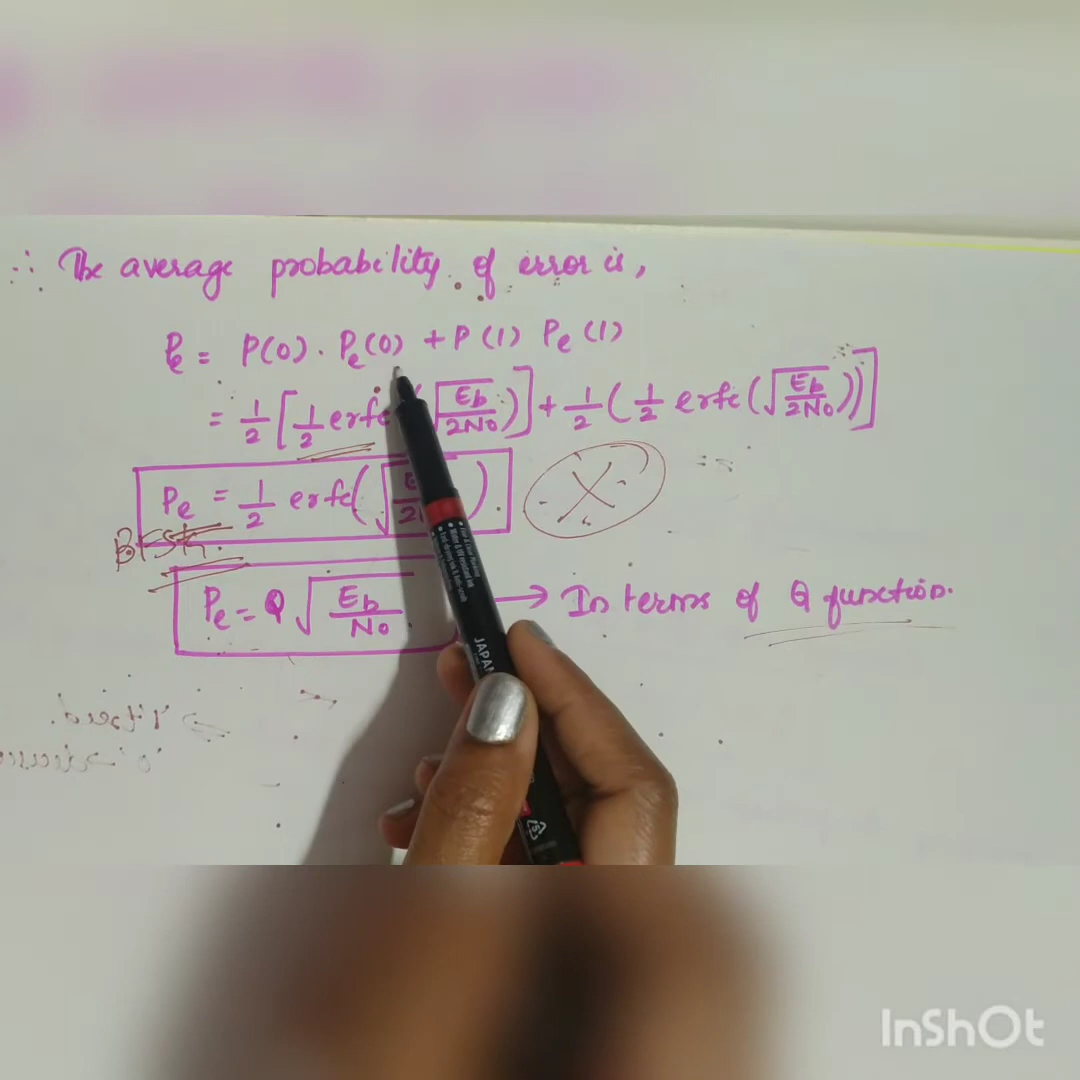 ∴ The average probability of error is,
Pe = P(0) . Pe(0) + P(1) Pe(1)
= 1/2 [1/2 erfc (√Eb/2N0)] + 1/2 (1/2 erfc (√Eb/2N0))]
Pe = 1/2 erfc(√
BFSK.
Pe = Q √Eb/N0 → In terms of Q function.
JAPAN
InShOt